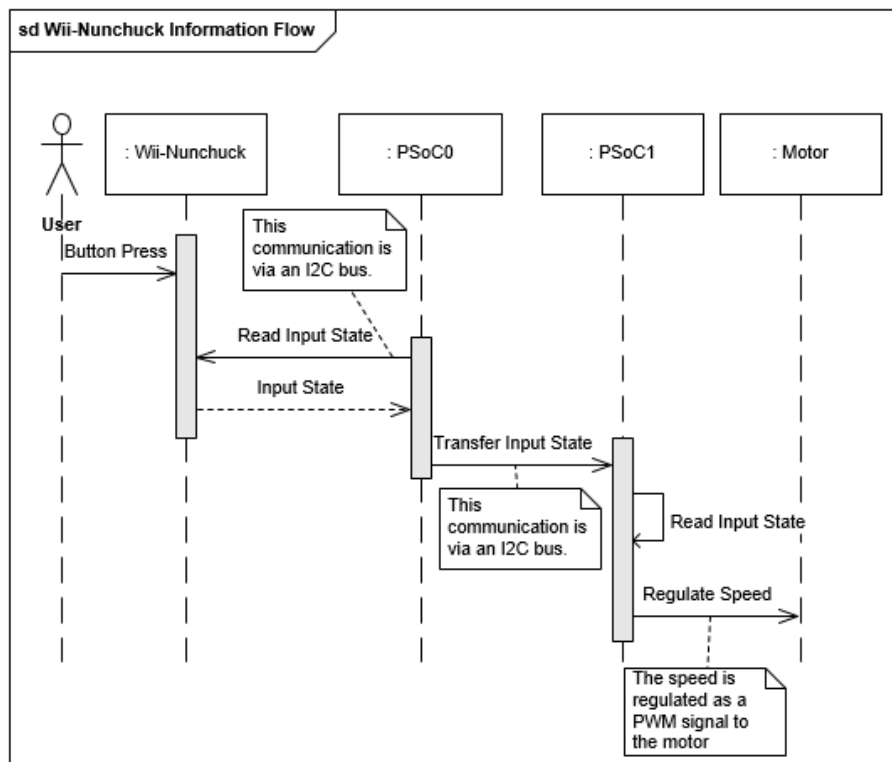 sd Wii-Nunchuck Information Flow
: Wii-Nunchuck
: PSoC0
: PSoC1
: Motor
User
Button Press
This
communication is
via an I2C bus.
Read Input State
Input State
Transfer Input State
This
communication is
via an I2C bus.
Read Input State
Regulate Speed
The speed is
regulated as a
PWM signal to
the motor